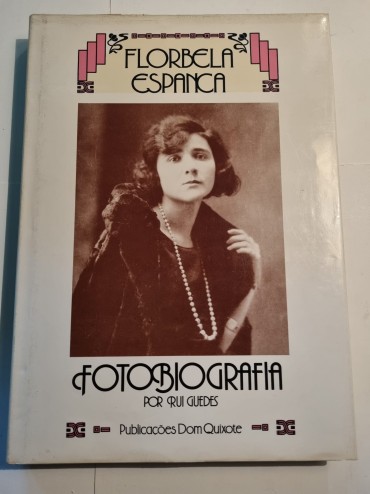 FLORBELA
ESPANCA
FOTOBIOGRAFIA
POR RUI GUEDES
Publicações Dom Quixote